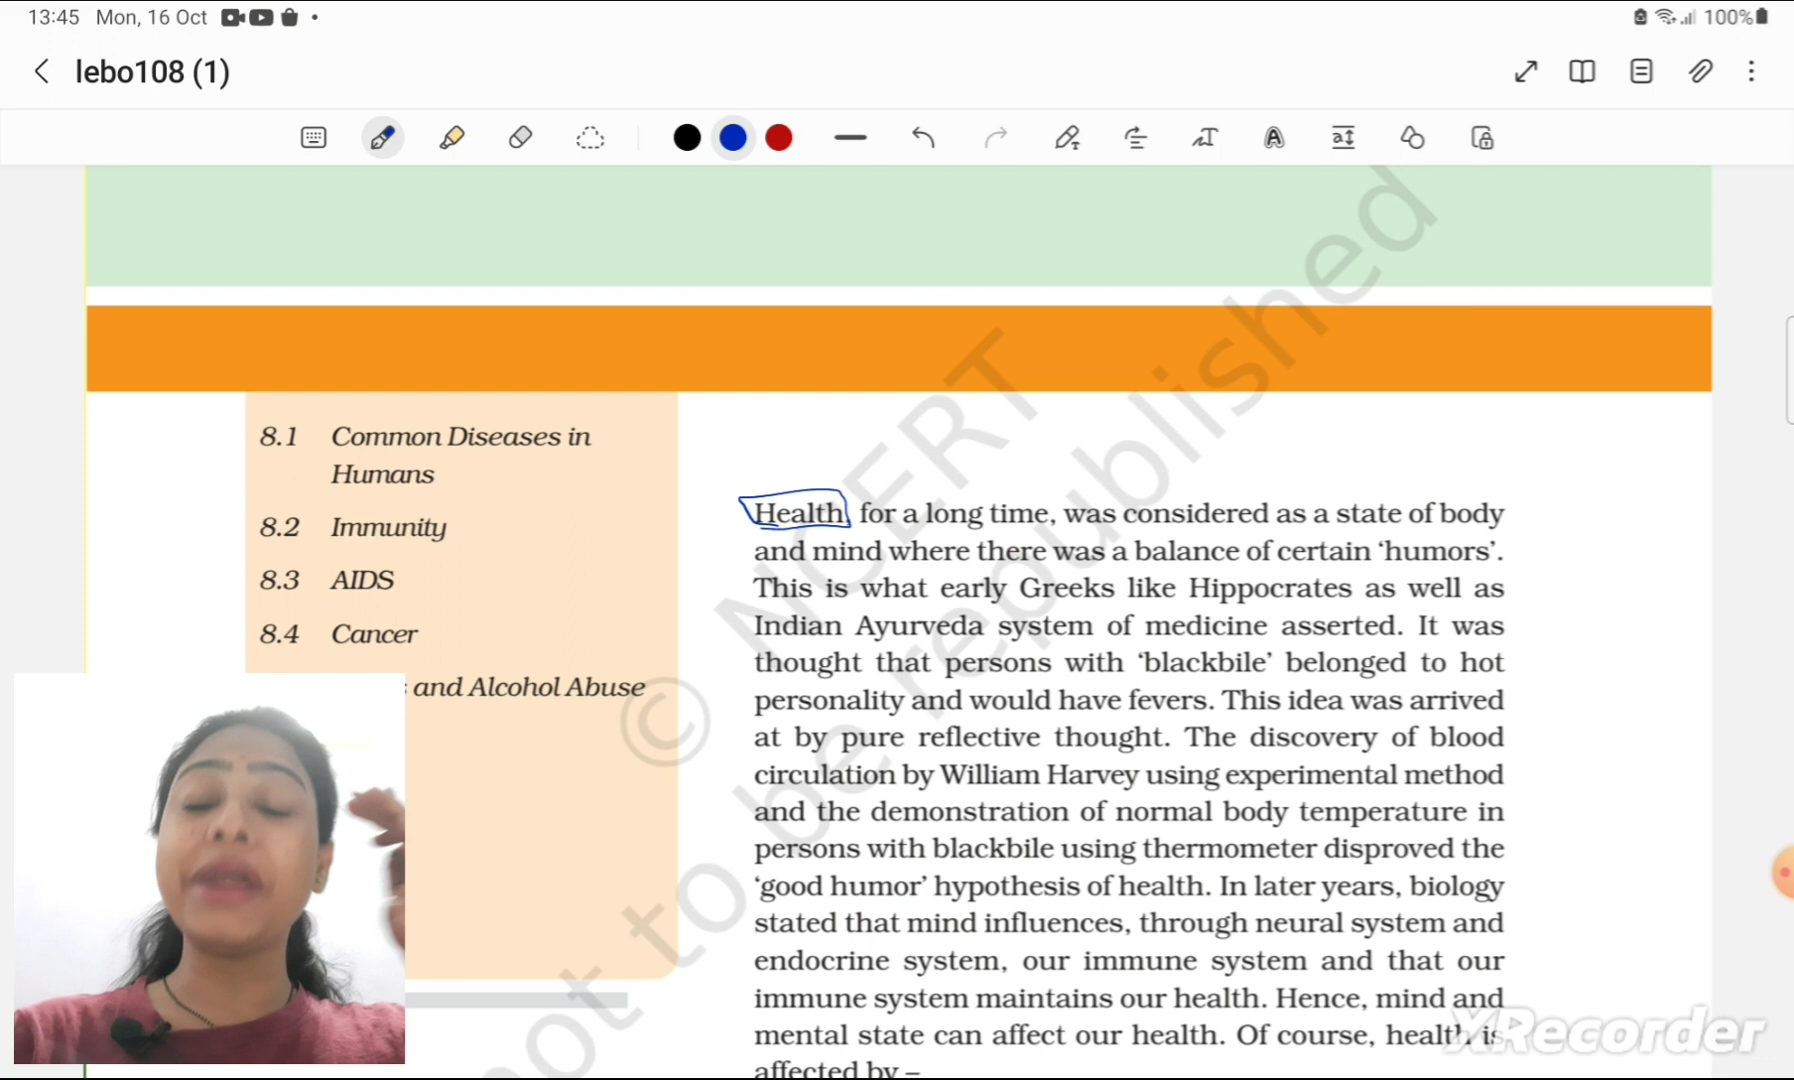 13:45 Mon, 16 Oct
100%
lebo108 (1)
8.1 Common Diseases in
Humans
8.2 Immunity
8.3 AIDS
8.4 Cancer
and Alcohol Abuse
Health, for a long time, was considered as a state of body
and mind where there was a balance of certain ‘humors’.
This is what early Greeks like Hippocrates as well as
Indian Ayurveda system of medicine asserted. It was
thought that persons with ‘blackbile’ belonged to hot
personality and would have fevers. This idea was arrived
at by pure reflective thought. The discovery of blood
circulation by William Harvey using experimental method
and the demonstration of normal body temperature in
persons with blackbile using thermometer disproved the
‘good humor’ hypothesis of health. In later years, biology
stated that mind influences, through neural system and
endocrine system, our immune system and that our
immune system maintains our health. Hence, mind and
mental state can affect our health. Of course, health is
affected by –
© NCERT
not to be republished
XRecorder